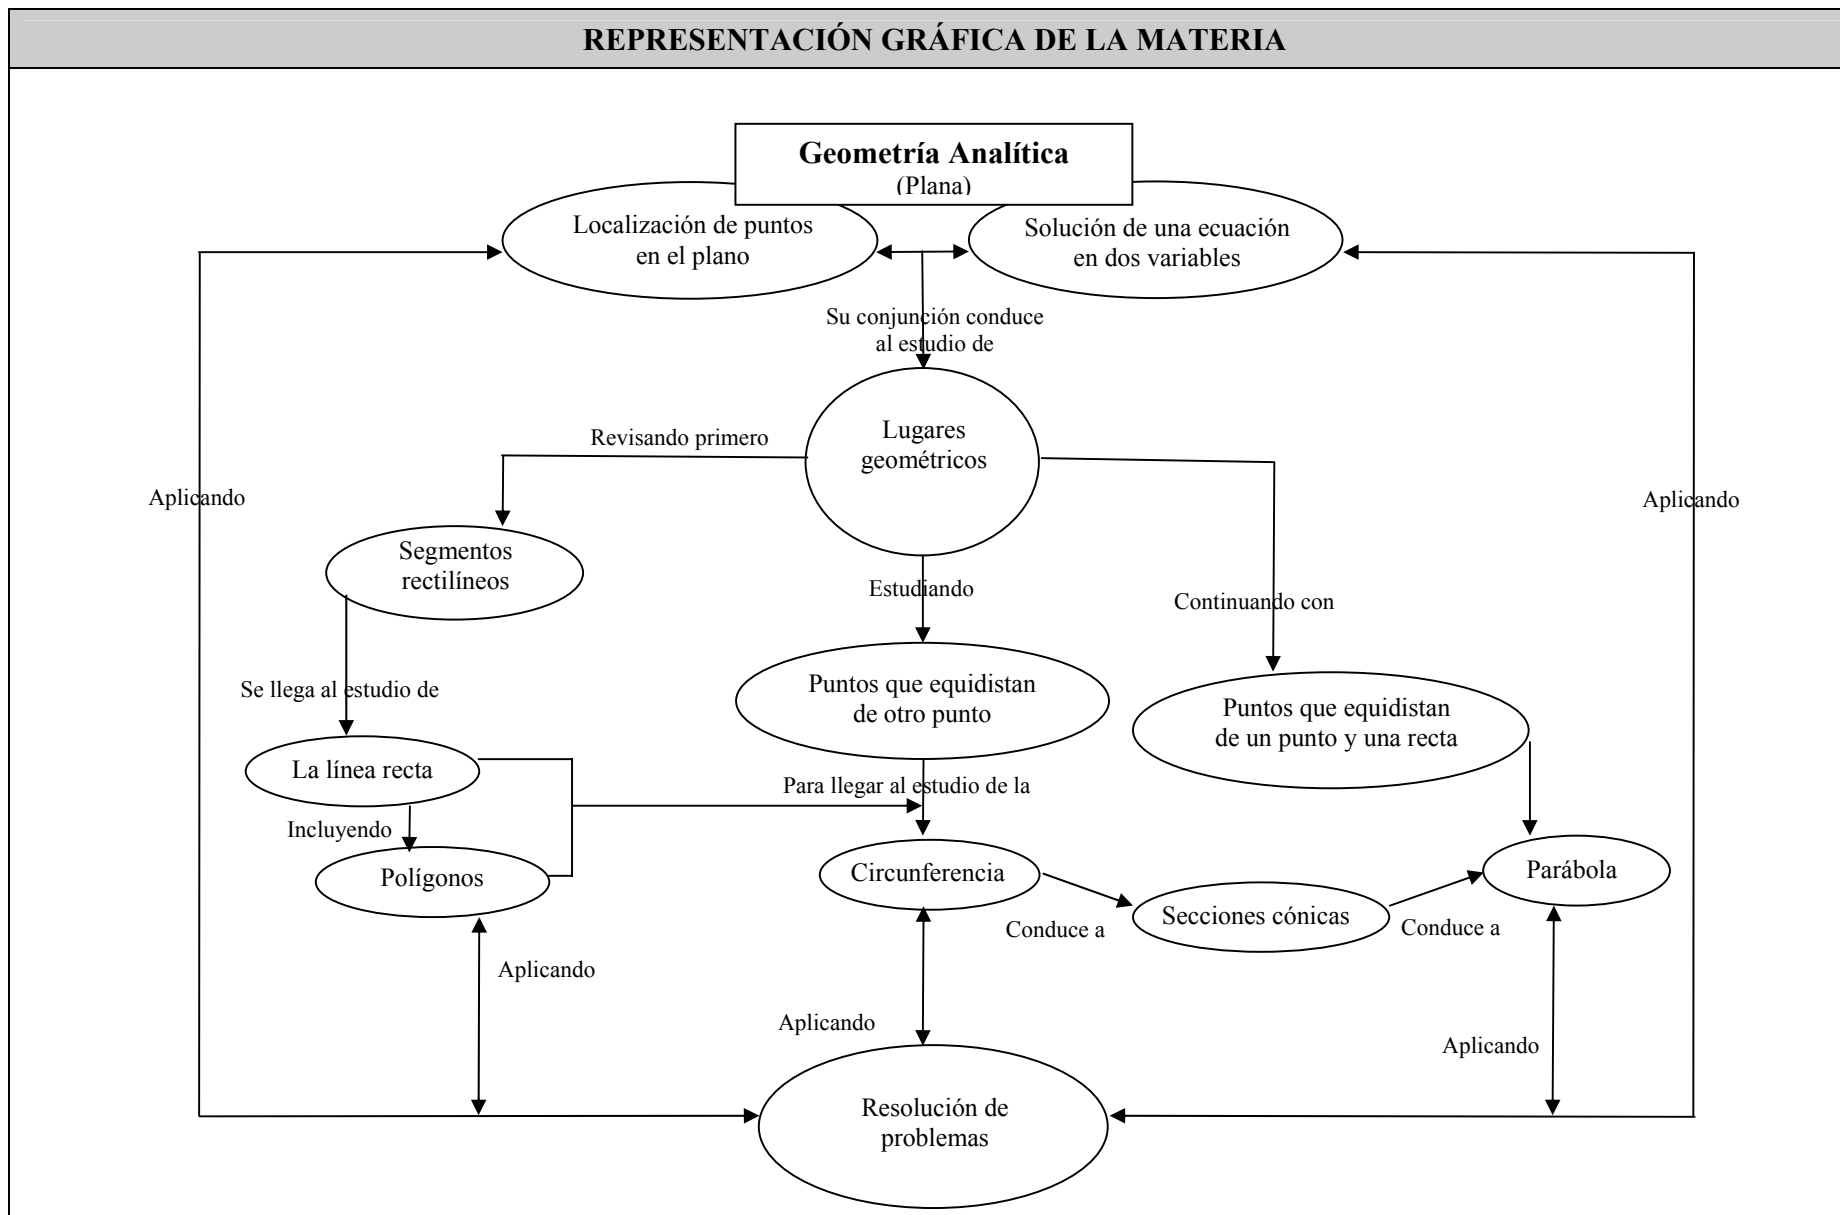 REPRESENTACIÓN GRÁFICA DE LA MATERIA
Geometría Analítica
(Plana)
Localización de puntos
en el plano
Solución de una ecuación
en dos variables
Su conjunción conduce
al estudio de
Lugares
geométricos
Revisando primero
Aplicando
Aplicando
Segmentos
rectilíneos
Estudiando
Continuando con
Se llega al estudio de
Puntos que equidistan
de otro punto
Puntos que equidistan
de un punto y una recta
La línea recta
Para llegar al estudio de la
Incluyendo
Polígonos
Circunferencia
Parábola
Secciones cónicas
Conduce a
Conduce a
Aplicando
Aplicando
Aplicando
Resolución de
problemas